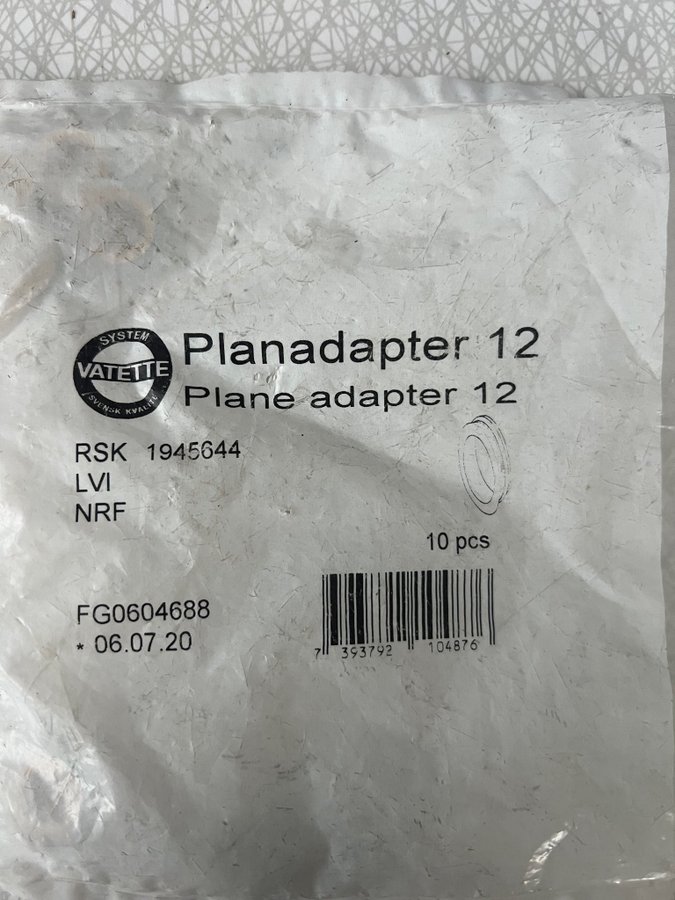 SYSTEM
VATETTE
SVENSK KVALITÉ
Planadapter 12
Plane adapter 12
RSK 1945644
LVI
NRF
10 pcs
FG0604688
* 06.07.20
7 393792 104876